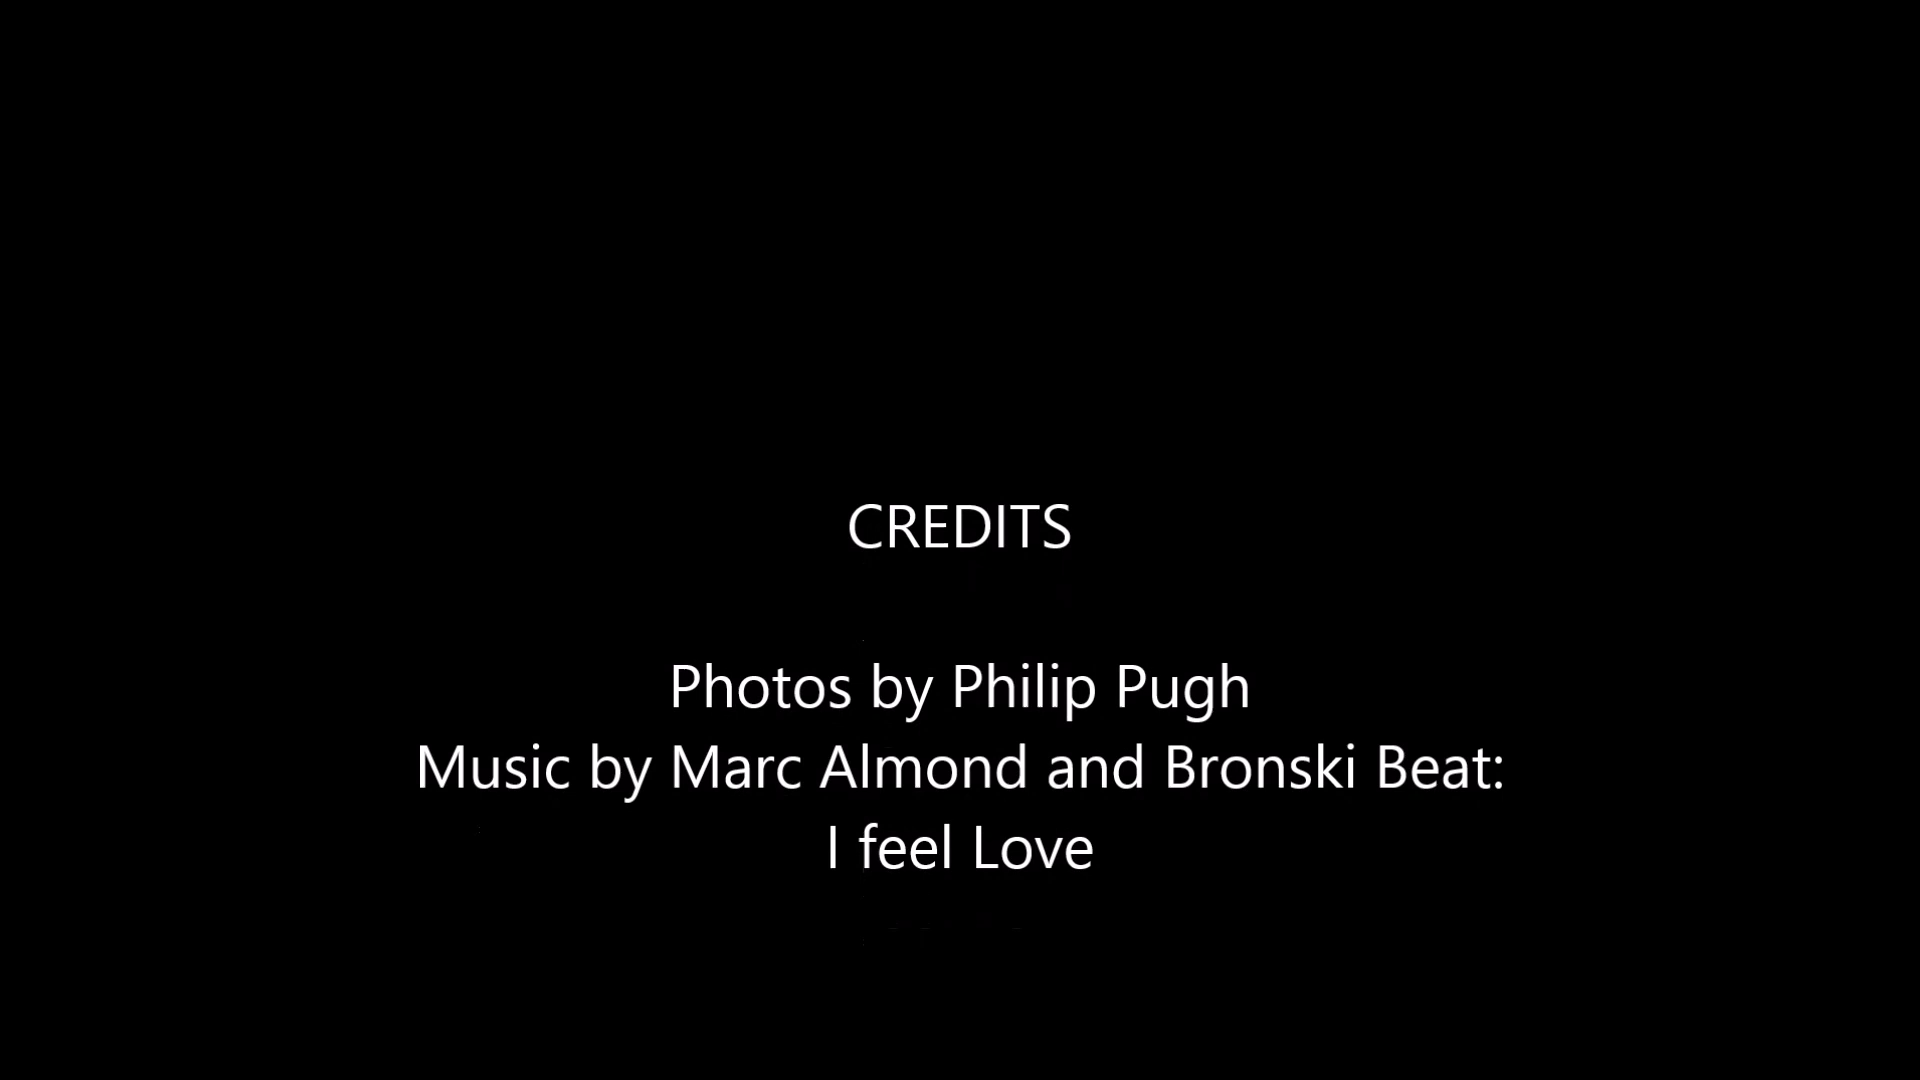 CREDITS
Photos by Philip Pugh
Music by Marc Almond and Bronski Beat:
I feel Love